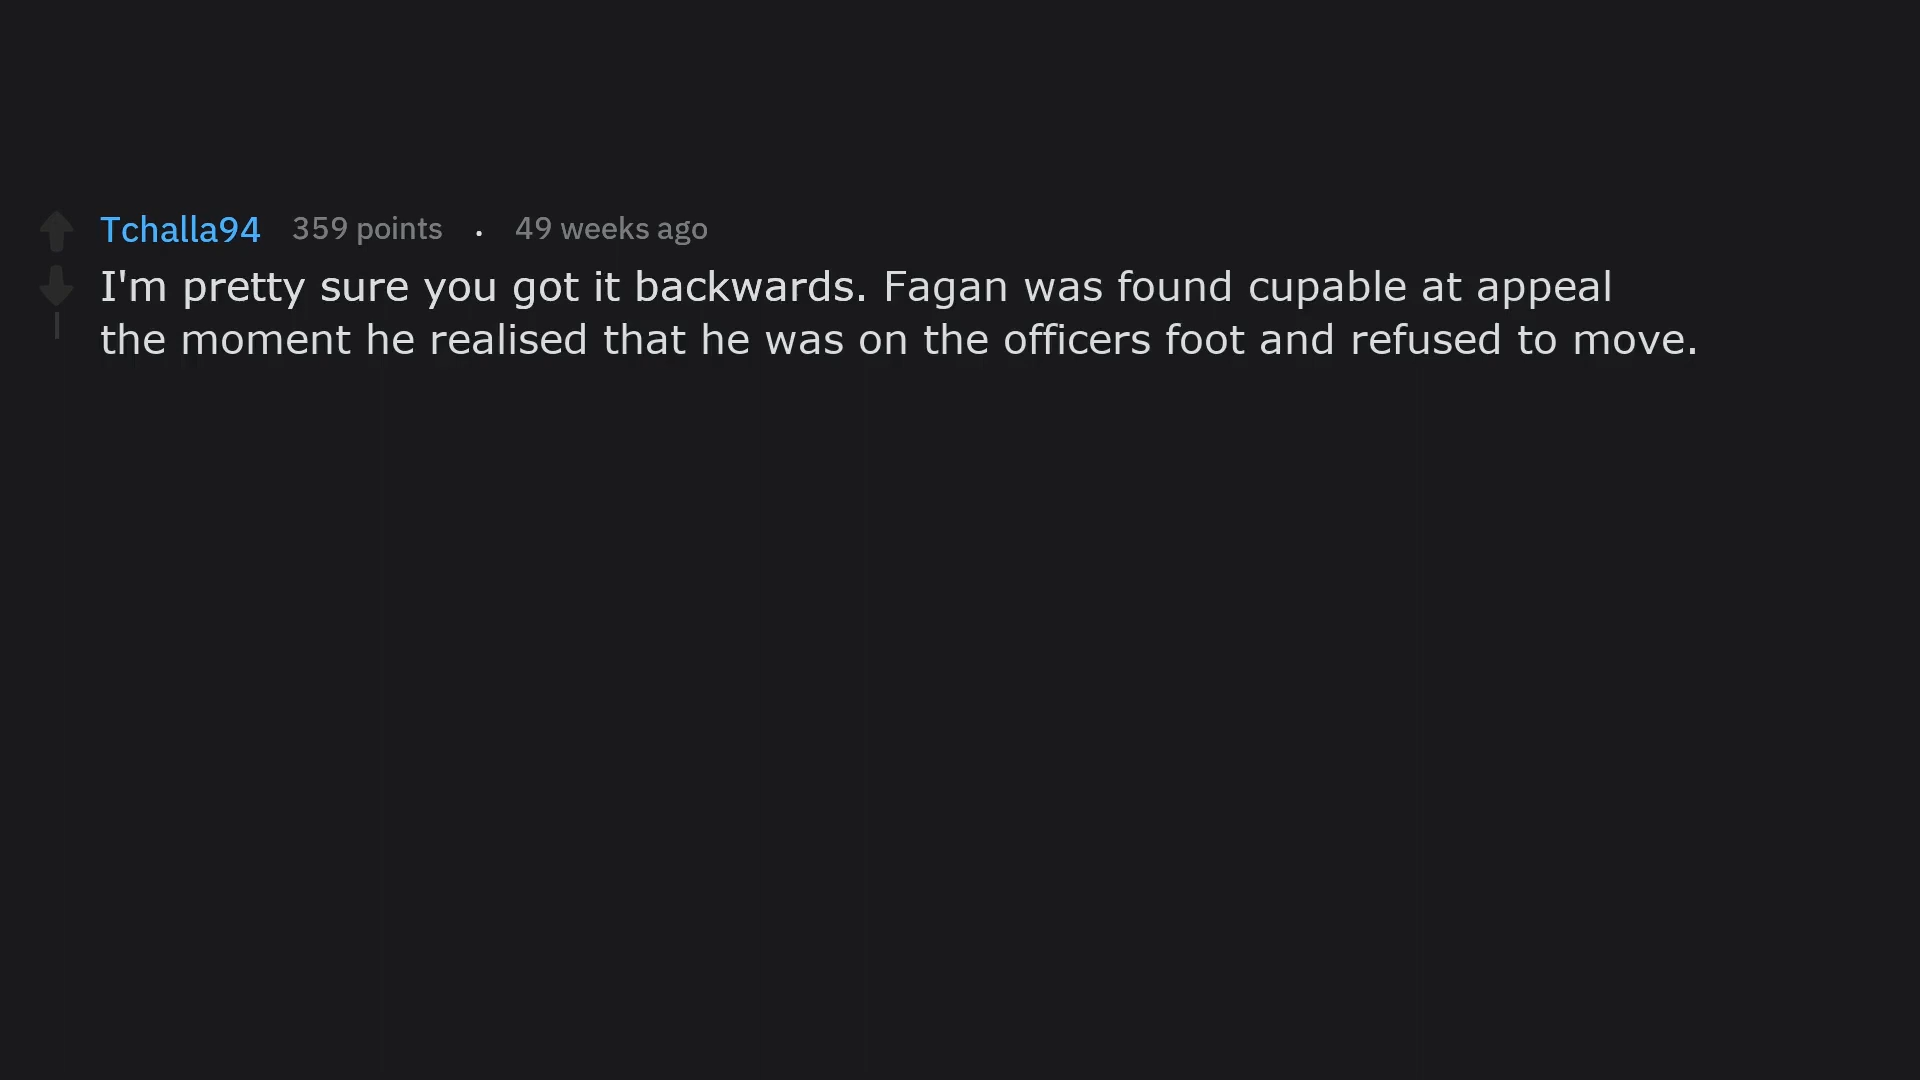 Tchalla94 359 points . 49 weeks ago
I'm pretty sure you got it backwards. Fagan was found cupable at appeal
the moment he realised that he was on the officers foot and refused to move.